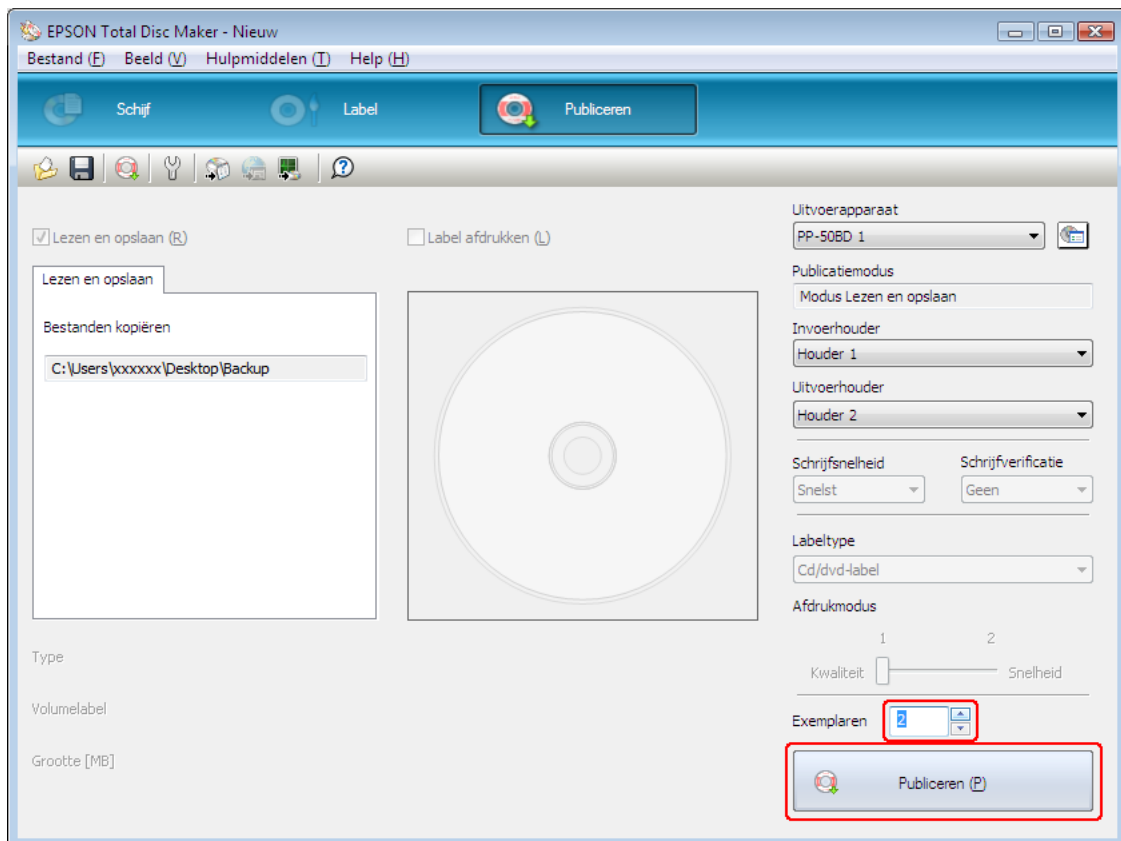 EPSON Total Disc Maker - Nieuw
Bestand (F) Beeld (V) Hulpmiddelen (T) Help (H)
Schijf Label Publiceren
Lezen en opslaan (R)
Label afdrukken (L)
Lezen en opslaan
Bestanden kopiëren
C:\Users\xxxxxx\Desktop\Backup
Type
Volumelabel
Grootte [MB]
Uitvoerapparaat
PP-50BD 1
Publicatiemodus
Modus Lezen en opslaan
Invoerhouder
Houder 1
Uitvoerhouder
Houder 2
Schrijfsnelheid Schrijfverificatie
Snelst Geen
Labeltype
Cd/dvd-label
Afdrukmodus
1 2
Kwaliteit Snelheid
Exemplaren 2
Publiceren (P)